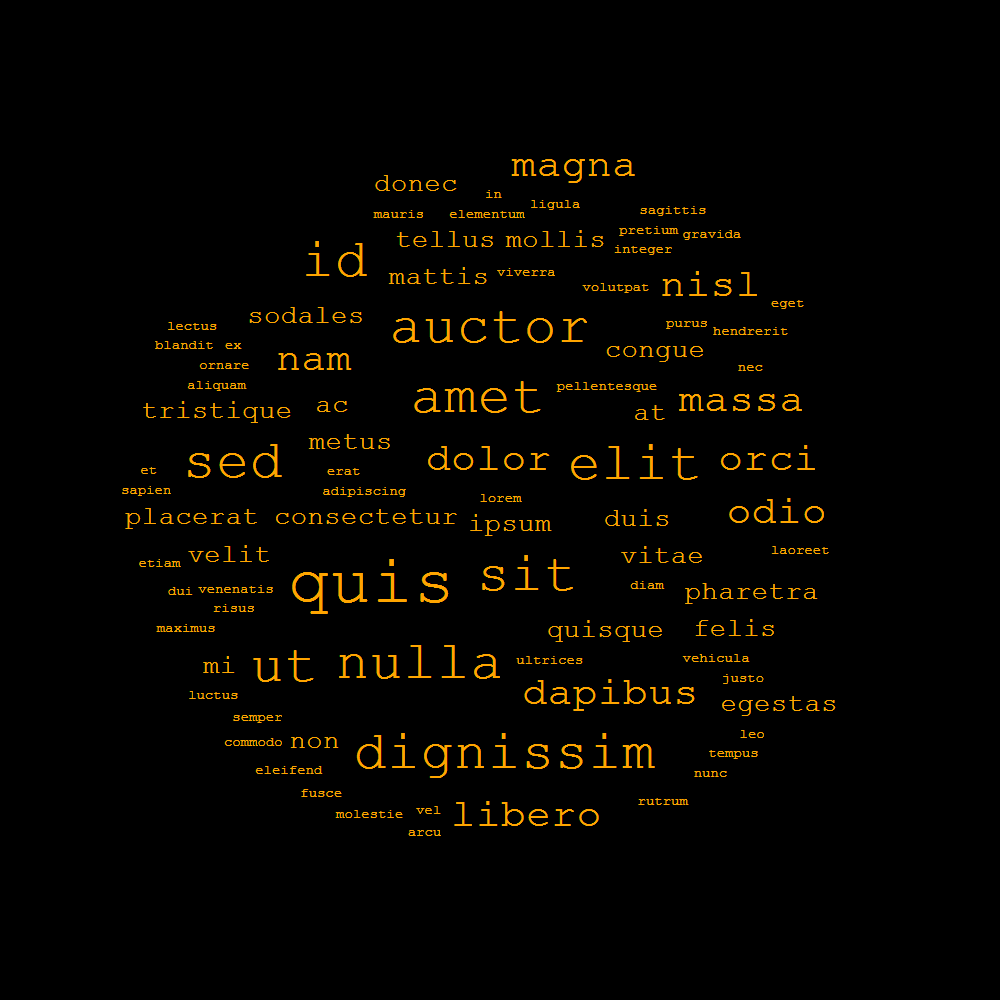 magna
donec
in
ligula
mauris elementum
sagittis
pretium gravida
tellus mollis
integer
id
mattis viverra
volutpat nisl
eget
sodales
lectus auctor purus hendrerit
blandit ex
congue
ornare nam
nec
aliquam
pellentesque
amet massa
tristique ac at
metus
dolor elit orci
sed
et erat
sapien adipiscing
lorem
odio
placerat consectetur ipsum duis
laoreet
velit vitae
etiam
sit
quis
dui venenatis diam pharetra
risus
maximus quisque felis
mi ut nulla ultrices vehicula
justo
luctus dapibus
egestas
semper
leo
commodo non
dignissim tempus
eleifend nunc
fusce
rutrum
molestie vel libero
arcu